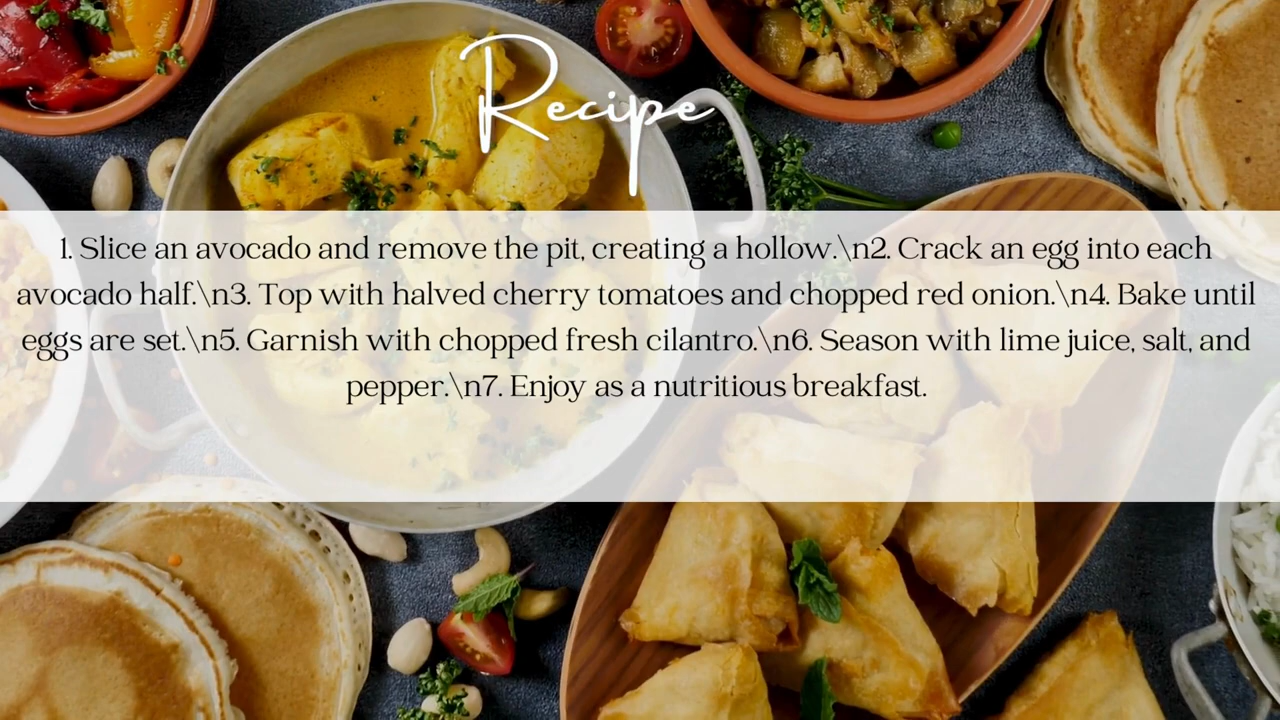 Recipe
1. Slice an avocado and remove the pit, creating a hollow.\n2. Crack an egg into each
avocado half.\n3. Top with halved cherry tomatoes and chopped red onion.\n4. Bake until
eggs are set.\n5. Garnish with chopped fresh cilantro.\n6. Season with lime juice, salt, and
pepper.\n7. Enjoy as a nutritious breakfast.